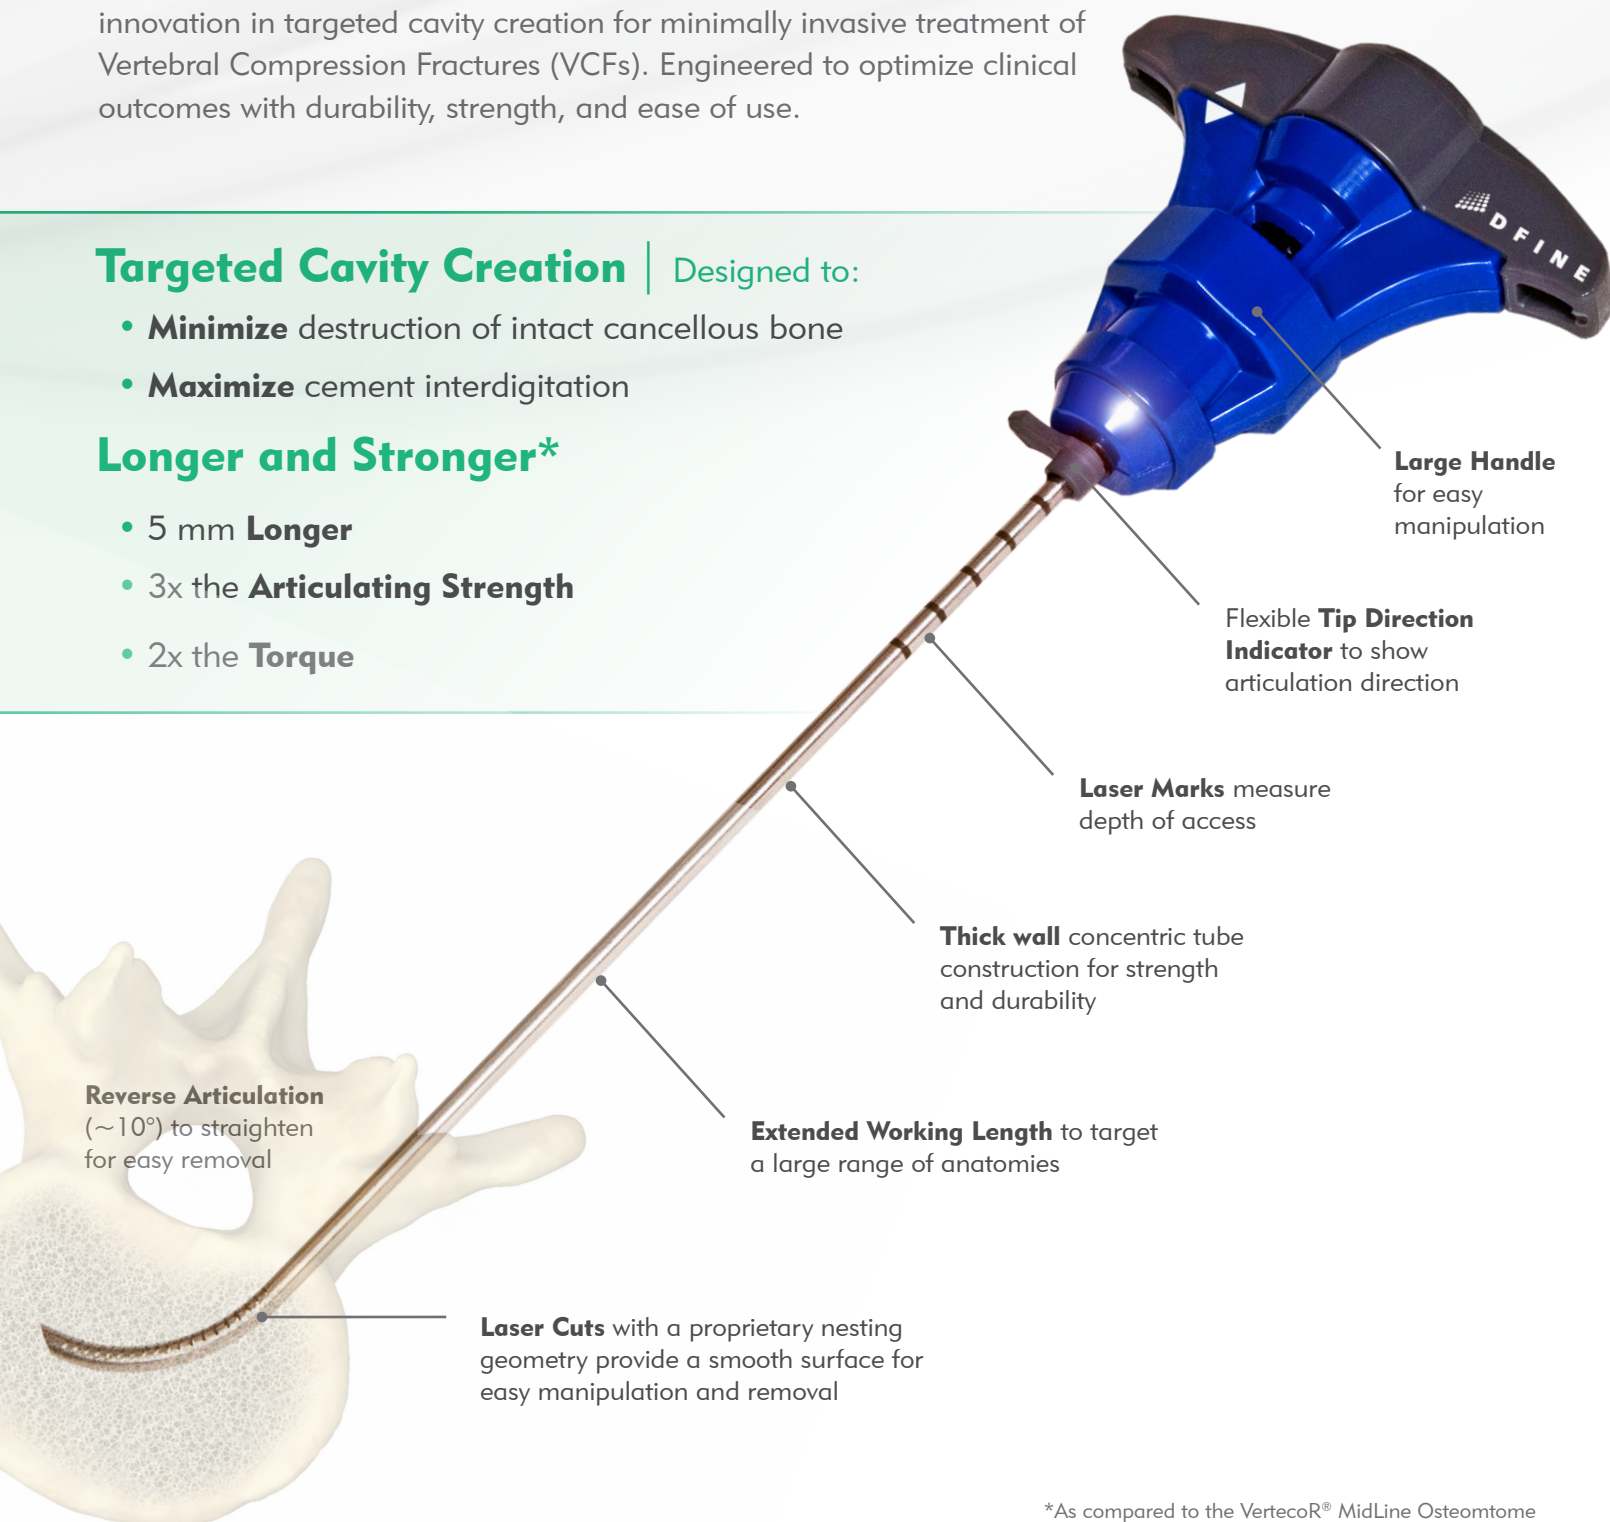 innovation in targeted cavity creation for minimally invasive treatment of
Vertebral Compression Fractures (VCFs). Engineered to optimize clinical
outcomes with durability, strength, and ease of use.
DFINE
Targeted Cavity Creation | Designed to:
• Minimize destruction of intact cancellous bone
• Maximize cement interdigitation
Longer and Stronger*
• 5 mm Longer
• 3x the Articulating Strength
• 2x the Torque
Large Handle
for easy
manipulation
Flexible Tip Direction
Indicator to show
articulation direction
Laser Marks measure
depth of access
Thick wall concentric tube
construction for strength
and durability
Reverse Articulation
(~10°) to straighten
for easy removal
Extended Working Length to target
a large range of anatomies
Laser Cuts with a proprietary nesting
geometry provide a smooth surface for
easy manipulation and removal
*As compared to the VertecoR® MidLine Osteomtome